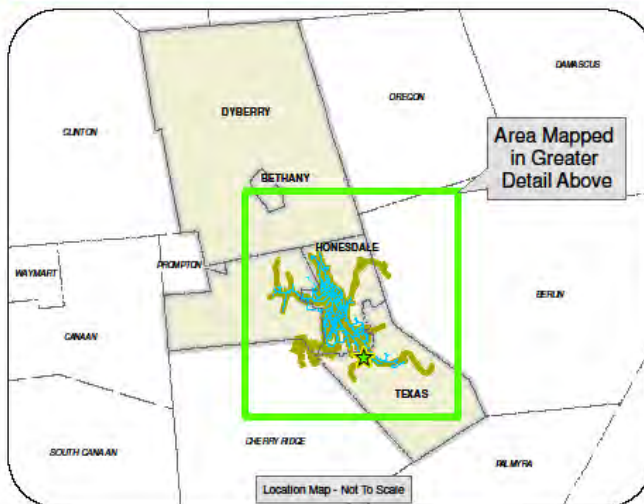 DAMASCUS
OREGON
DYBERRY
CLINTON
Area Mapped
in Greater
Detail Above
BETHANY
HONESDALE
PROMPTON
WAYMART
BERLIN
CANAAN
TEXAS
CHERRY RIDGE
SOUTH CANAAN
PALMYRA
Location Map - Not To Scale